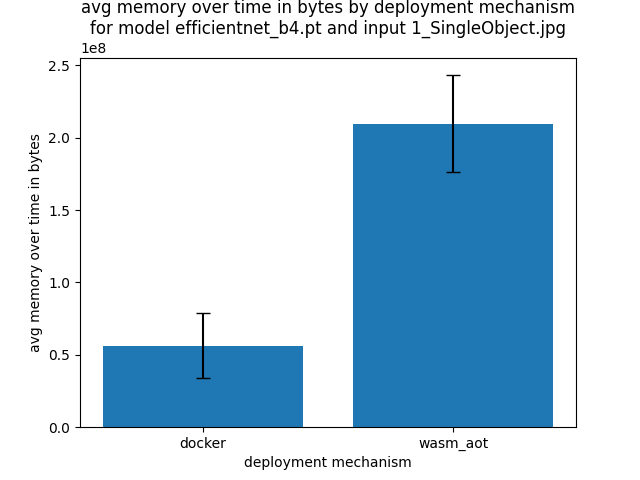 avg memory over time in bytes by deployment mechanism
for model efficientnet_b4.pt and input 1_SingleObject.jpg
1e8
2.5
2.0
1.5
1.0
0.5
0.0
avg memory over time in bytes
docker
wasm_aot
deployment mechanism